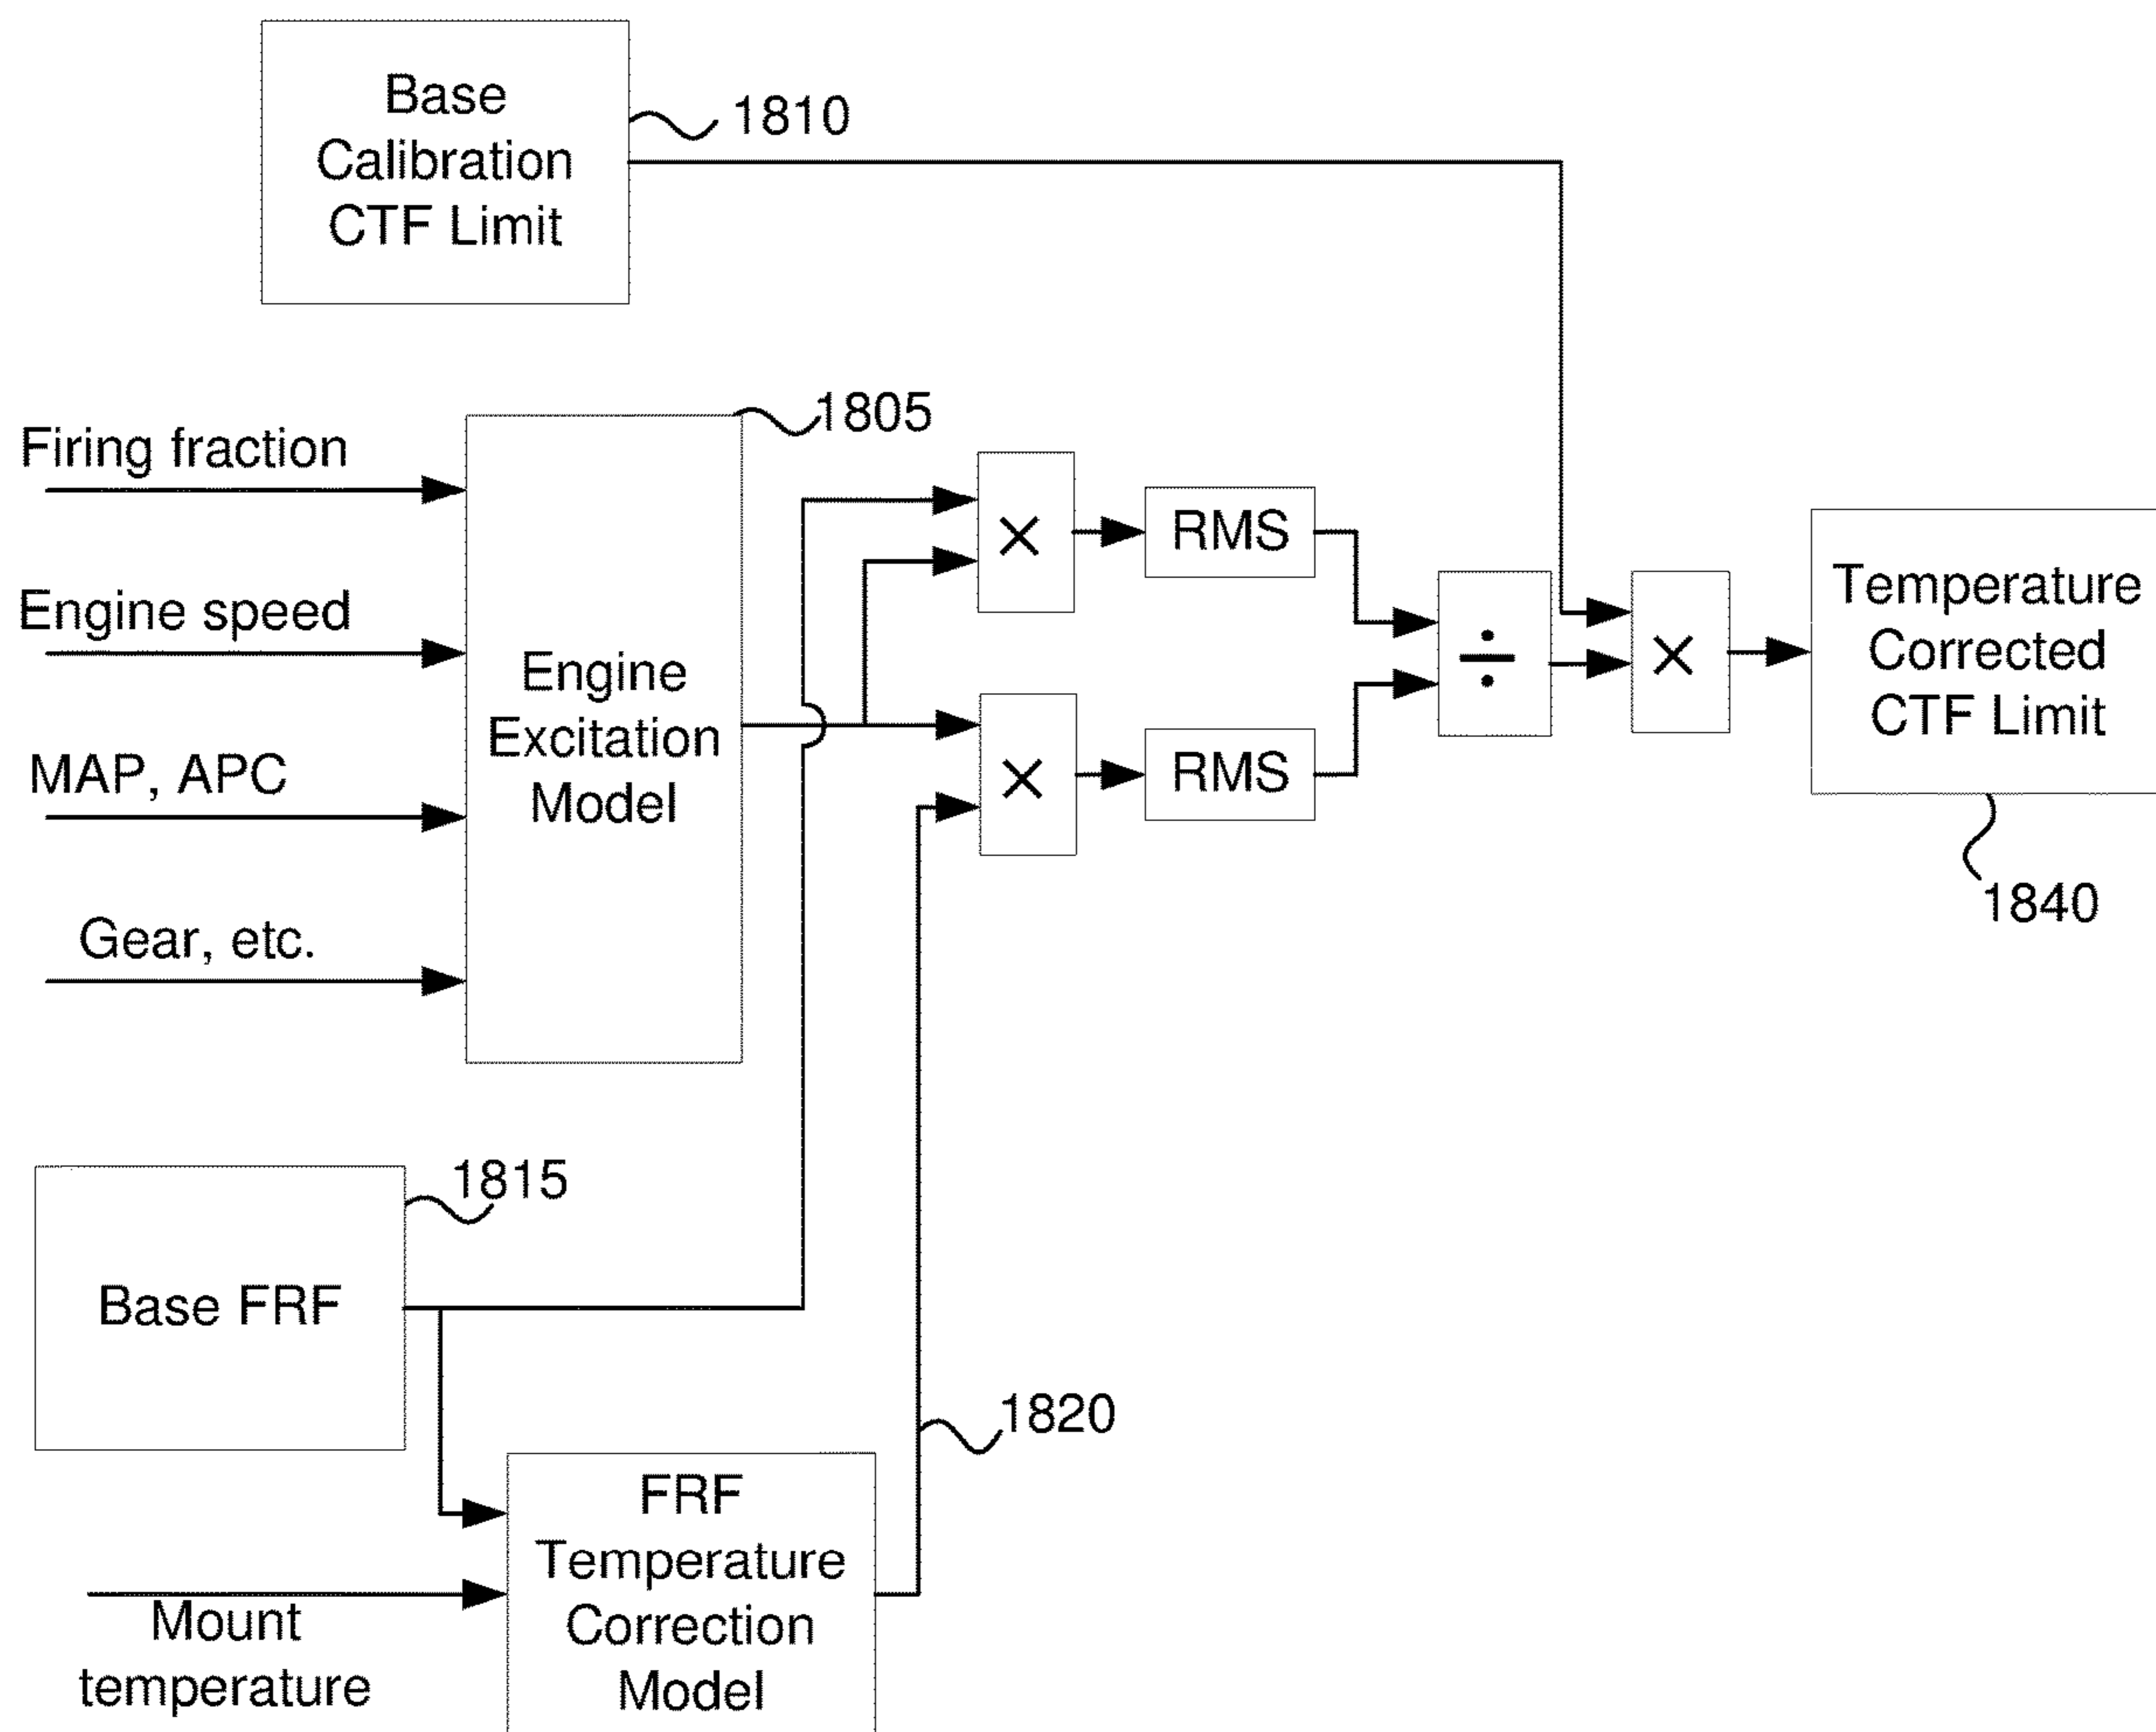 Base
Calibration
CTF Limit
1810
1805
Firing fraction
Engine speed
MAP, APC
Gear, etc.
Engine
Excitation
Model
×
RMS
×
RMS
÷
×
Temperature
Corrected
CTF Limit
1840
1815
Base FRF
1820
FRF
Temperature
Correction
Model
Mount
temperature